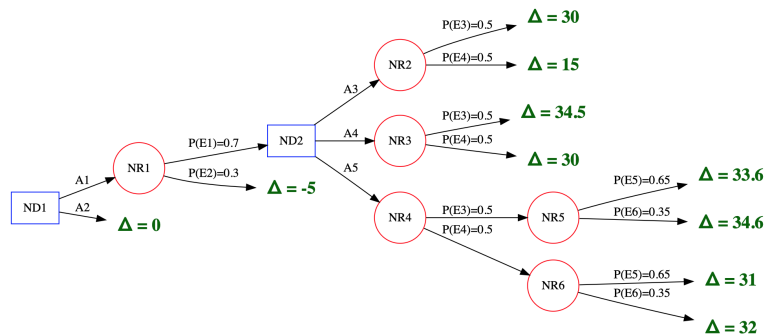 P(E3)=0.5
Δ = 30
NR2
P(E4)=0.5
Δ = 15
A3
P(E3)=0.5
Δ = 34.5
P(E1)=0.7
ND2
A4
NR3
P(E4)=0.5
Δ = 30
NR1
A1
P(E2)=0.3
Δ = -5
A5
P(E5)=0.65
Δ = 33.6
ND1
A2
Δ = 0
NR4
P(E3)=0.5
NR5
P(E6)=0.35
Δ = 34.6
P(E4)=0.5
P(E5)=0.65
Δ = 31
NR6
P(E6)=0.35
Δ = 32